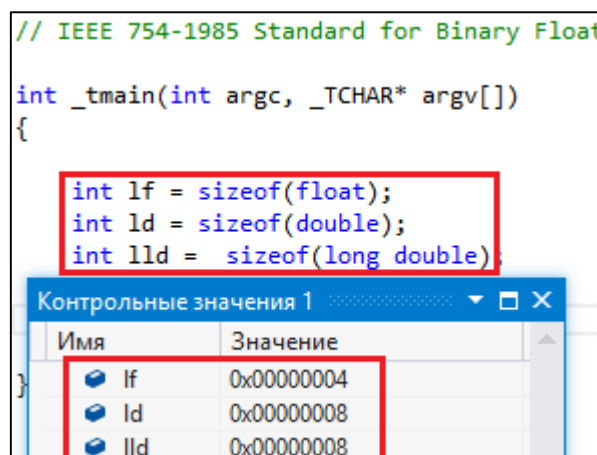 // IEEE 754-1985 Standard for Binary Float
int _tmain(int argc, _TCHAR* argv[])
{
int lf = sizeof(float);
int ld = sizeof(double);
int lld =  sizeof(long double);
Контрольные значения 1
Имя Значение
lf 0x00000004
}
ld 0x00000008
lld 0x00000008